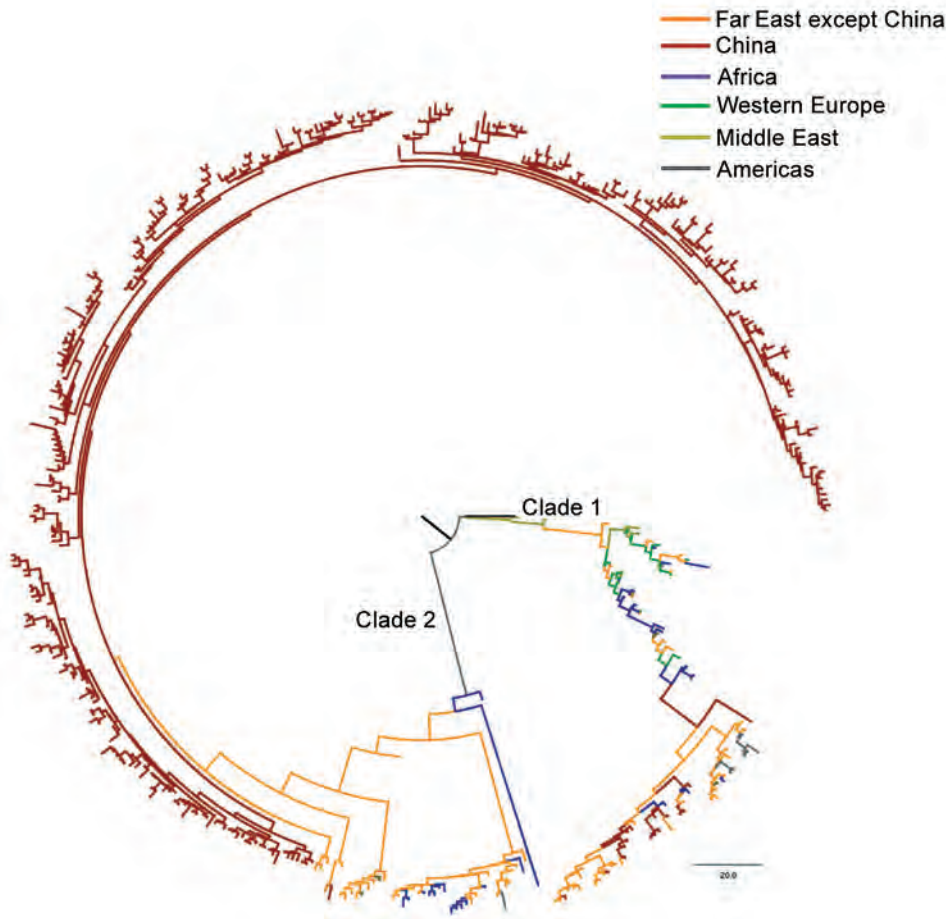 Far East except China
China
Africa
Western Europe
Middle East
Americas
Clade 1
Clade 2
20.0